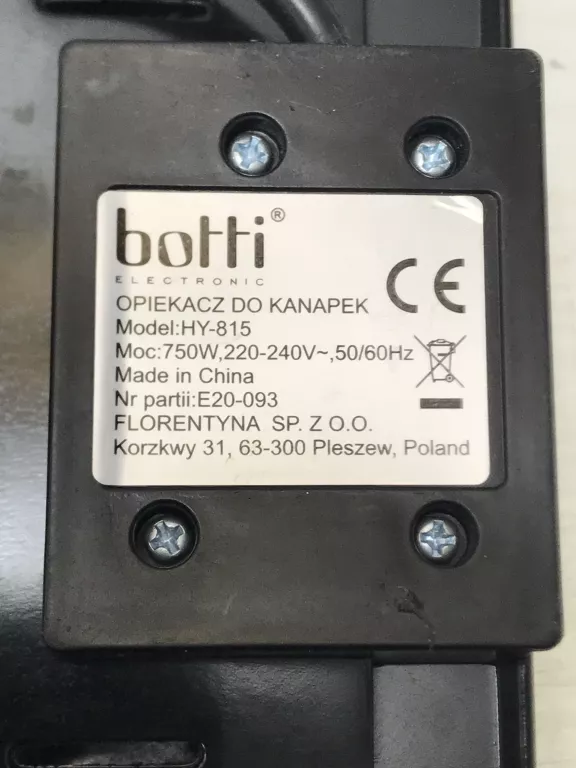 botti®
ELECTRONIC
OPIEKACZ DO KANAPEK
Model:HY-815
Moc:750W,220-240V~,50/60Hz
Made in China
Nr partii:E20-093
FLORENTYNA SP. Z O.O.
Korzkwy 31, 63-300 Pleszew, Poland
CE